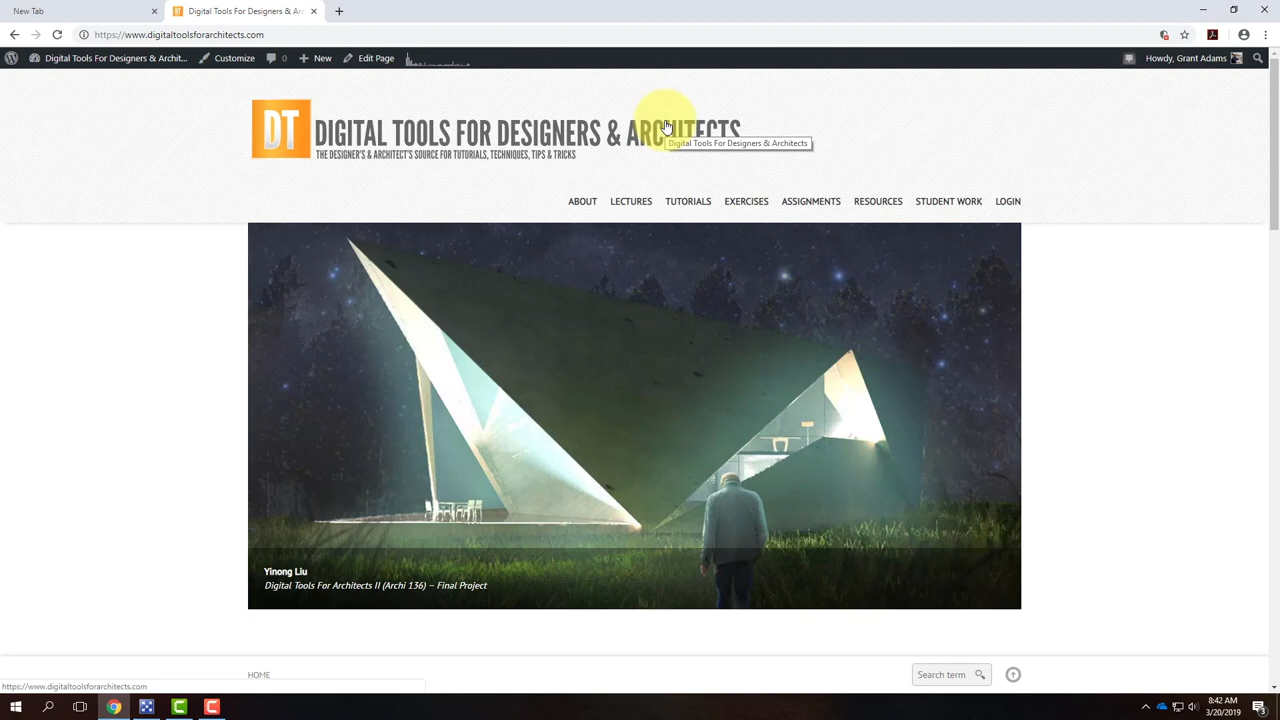 New Tab
Digital Tools For Designers & Arc
https://www.digitaltoolsforarchitects.com
Digital Tools For Designers & Archit...
Customize
0
New
Edit Page
Howdy, Grant Adams
DT
DIGITAL TOOLS FOR DESIGNERS & ARCHITECTS
THE DESIGNER'S & ARCHITECT'S SOURCE FOR TUTORIALS, TECHNIQUES, TIPS & TRICKS
Digital Tools For Designers & Architects
ABOUT
LECTURES
TUTORIALS
EXERCISES
ASSIGNMENTS
RESOURCES
STUDENT WORK
LOGIN
Yinong Liu
Digital Tools For Architects II (Archi 136) – Final Project
HOME
Search term
https://www.digitaltoolsforarchitects.com
8:42 AM
3/20/2019
3